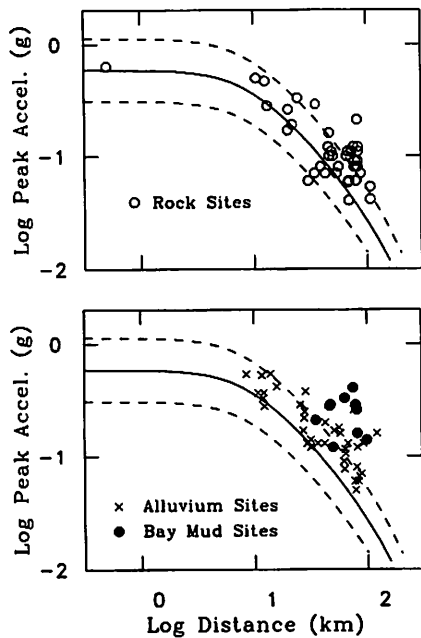 0
-1
-2
Log Peak Accel. (g)
Rock Sites
0
-1
-2
Log Peak Accel. (g)
Alluvium Sites
Bay Mud Sites
0 1 2
Log Distance (km)